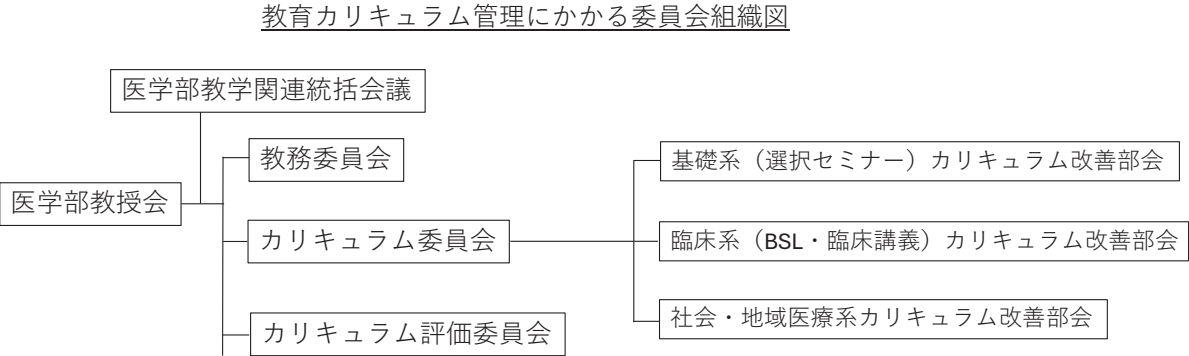 教育カリキュラム管理にかかる委員会組織図
医学部教学関連統括会議
教務委員会
基礎系（選択セミナー）カリキュラム改善部会
医学部教授会
カリキュラム委員会
臨床系（BSL・臨床講義）カリキュラム改善部会
社会・地域医療系カリキュラム改善部会
カリキュラム評価委員会